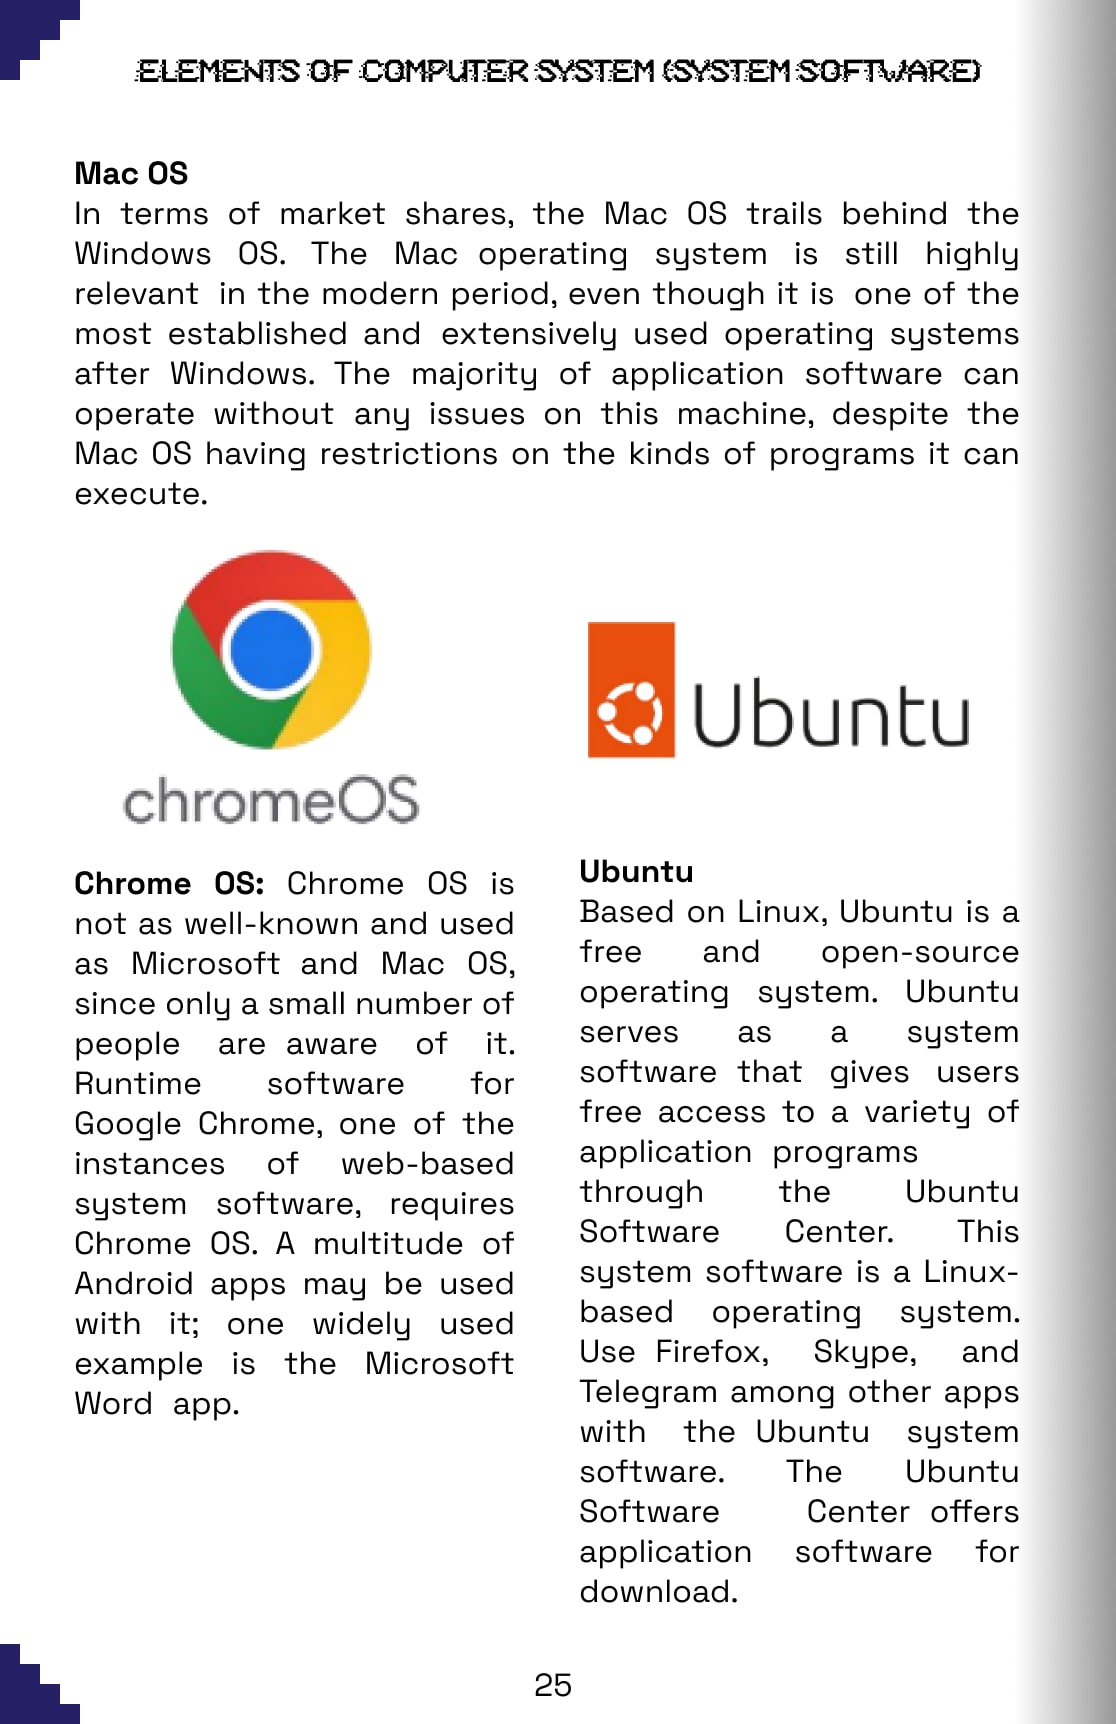 ELEMENTS OF COMPUTER SYSTEM (SYSTEM SOFTWARE)
Mac OS
In terms of market shares, the Mac OS trails behind the
Windows OS. The Mac operating system is still highly
relevant in the modern period, even though it is one of the
most established and extensively used operating systems
after Windows. The majority of application software can
operate without any issues on this machine, despite the
Mac OS having restrictions on the kinds of programs it can
execute.
chromeOS
Chrome OS: Chrome OS is
not as well-known and used
as Microsoft and Mac OS,
since only a small number of
people are aware of it.
Runtime software for
Google Chrome, one of the
instances of web-based
system software, requires
Chrome OS. A multitude of
Android apps may be used
with it; one widely used
example is the Microsoft
Word app.
Ubuntu
Ubuntu
Based on Linux, Ubuntu is a
free and open-source
operating system. Ubuntu
serves as a system
software that gives users
free access to a variety of
application programs
through the Ubuntu
Software Center. This
system software is a Linux-
based operating system.
Use Firefox, Skype, and
Telegram among other apps
with the Ubuntu system
software. The Ubuntu
Software Center offers
application software for
download.
25